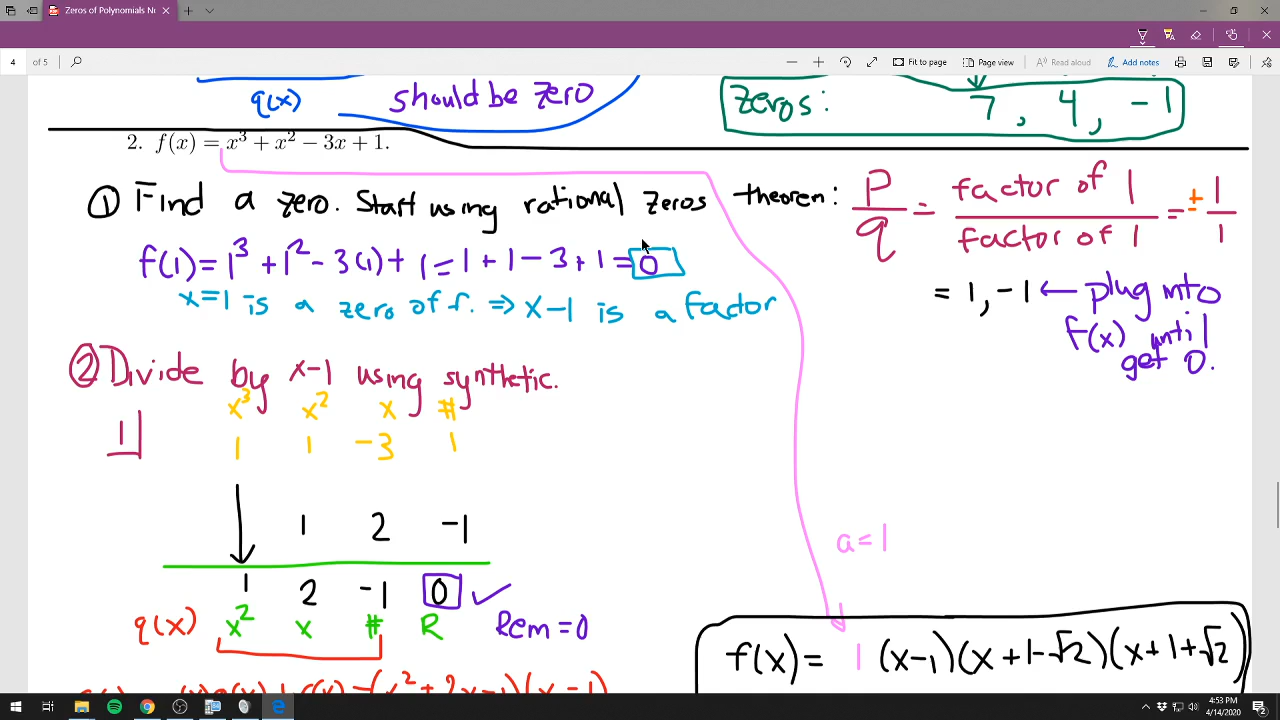 Zeros of Polynomials No
4 of 5
Fit to page
Page view
Read aloud
Add notes
q(x)
should be zero
Zeros: 7, 4, -1
2. f(x) = x³ + x² − 3x + 1.
① Find a zero. Start using rational zeros theorem: P/q = factor of 1/factor of 1 = ± 1/1
f(1) = 1³ + 1² - 3(1) + 1 = 1 + 1 - 3 + 1 = 0
= 1, -1 ← plug into
f(x) until
get 0.
x=1 is a zero of f. ⇒ x-1 is a factor
② Divide by x-1 using synthetic.
x³ x² x #
1 1 1 -3 1
a=1
1 2 -1
1 2 -1 0 ✓
q(x) x² x # R Rem=0
f(x) = 1 (x-1)(x+1-√2)(x+1+√2)
(x²+2x-1)(x-1)
4:53 PM
4/14/2020